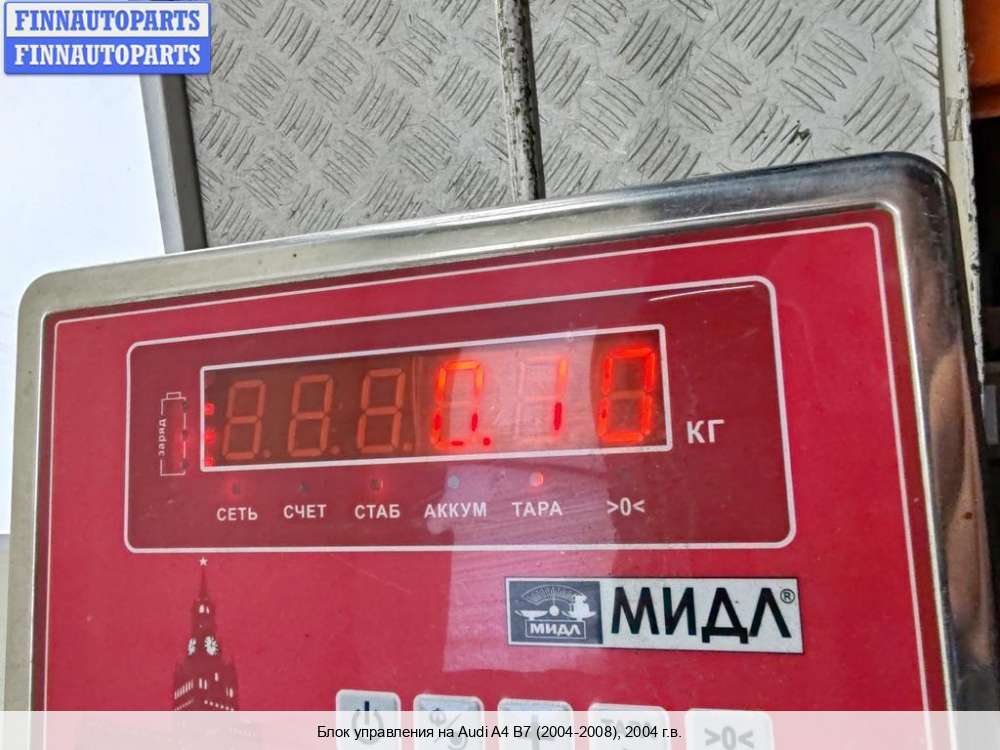 FINNAUTOPARTS
FINNAUTOPARTS
заряд
0.10
КГ
СЕТЬ СЧЕТ СТАБ АККУМ ТАРА >0<
МИДЛ МИДЛ®
>0<
Блок управления на Audi A4 B7 (2004-2008), 2004 г.в.